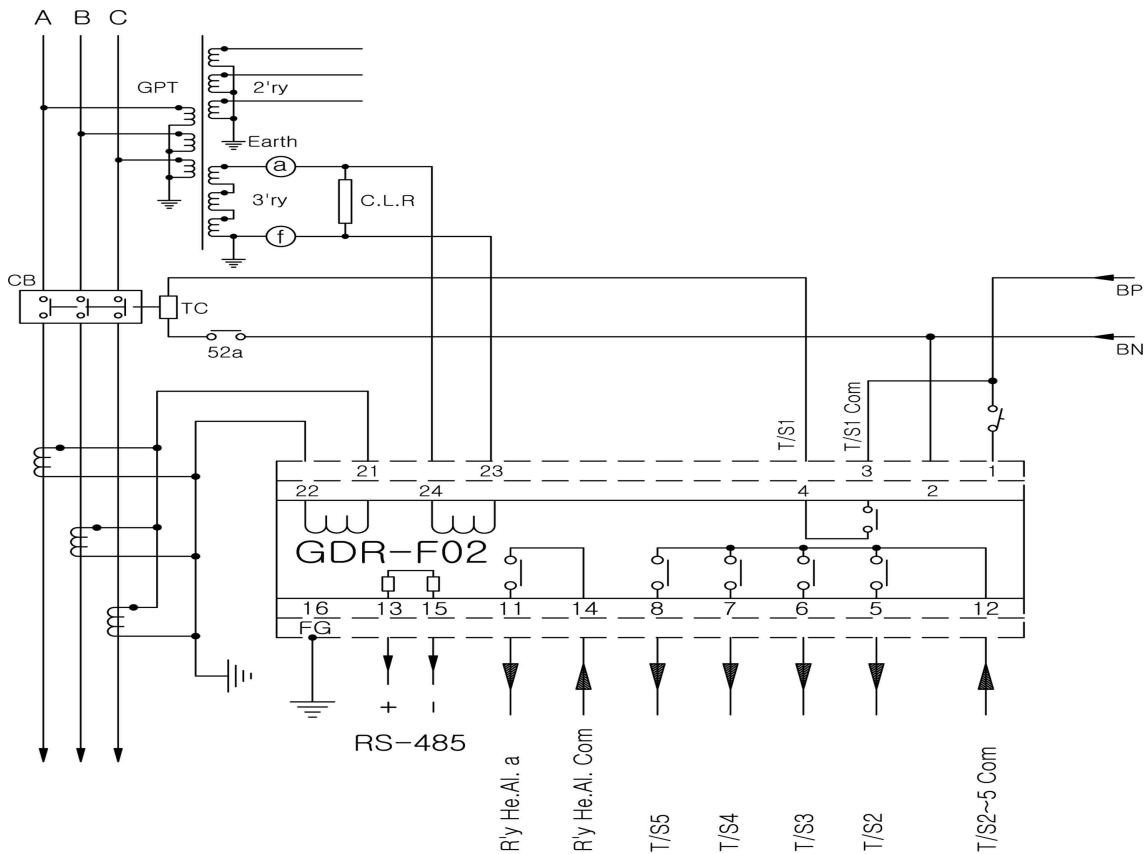 A B C
GPT
2'ry
Earth
a
3'ry
C.L.R
f
CB
TC
BP
52a
BN
T/S1
T/S1 Com
21 23 3 1
22 24 4 2
GDR-F02
16 13 15 11 14 8 7 6 5 12
FG
+ -
RS-485
R'y He.Al. a
R'y He.Al. Com
T/S5
T/S4
T/S3
T/S2
T/S2~5 Com